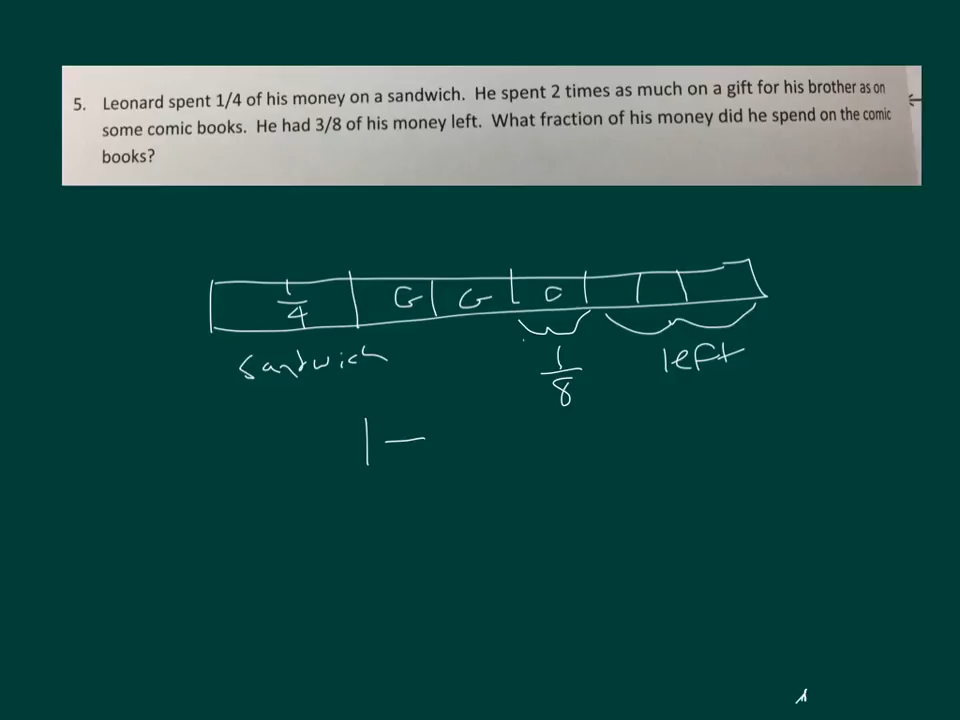 5. Leonard spent 1/4 of his money on a sandwich. He spent 2 times as much on a gift for his brother as on
some comic books. He had 3/8 of his money left. What fraction of his money did he spend on the comic
books?
1/4 G G C
sandwich 1/8 left
1 —